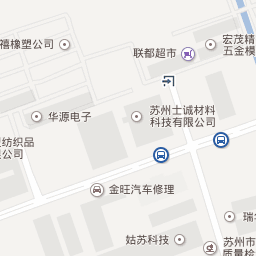 禧橡塑公司
联都超市
宏茂精
五金模
华源电子
苏州士诚材料
科技有限公司
纺织品
公司
金旺汽车修理
瑞
姑苏科技
苏州市
质量检